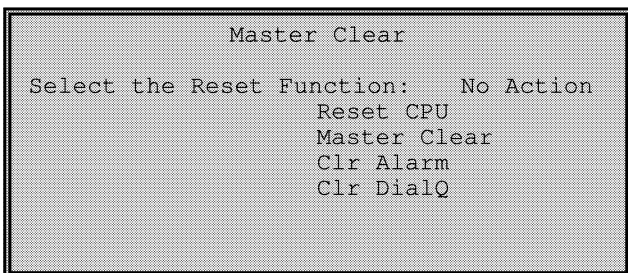 Master Clear
Select the Reset Function: No Action
Reset CPU
Master Clear
Clr Alarm
Clr DialQ